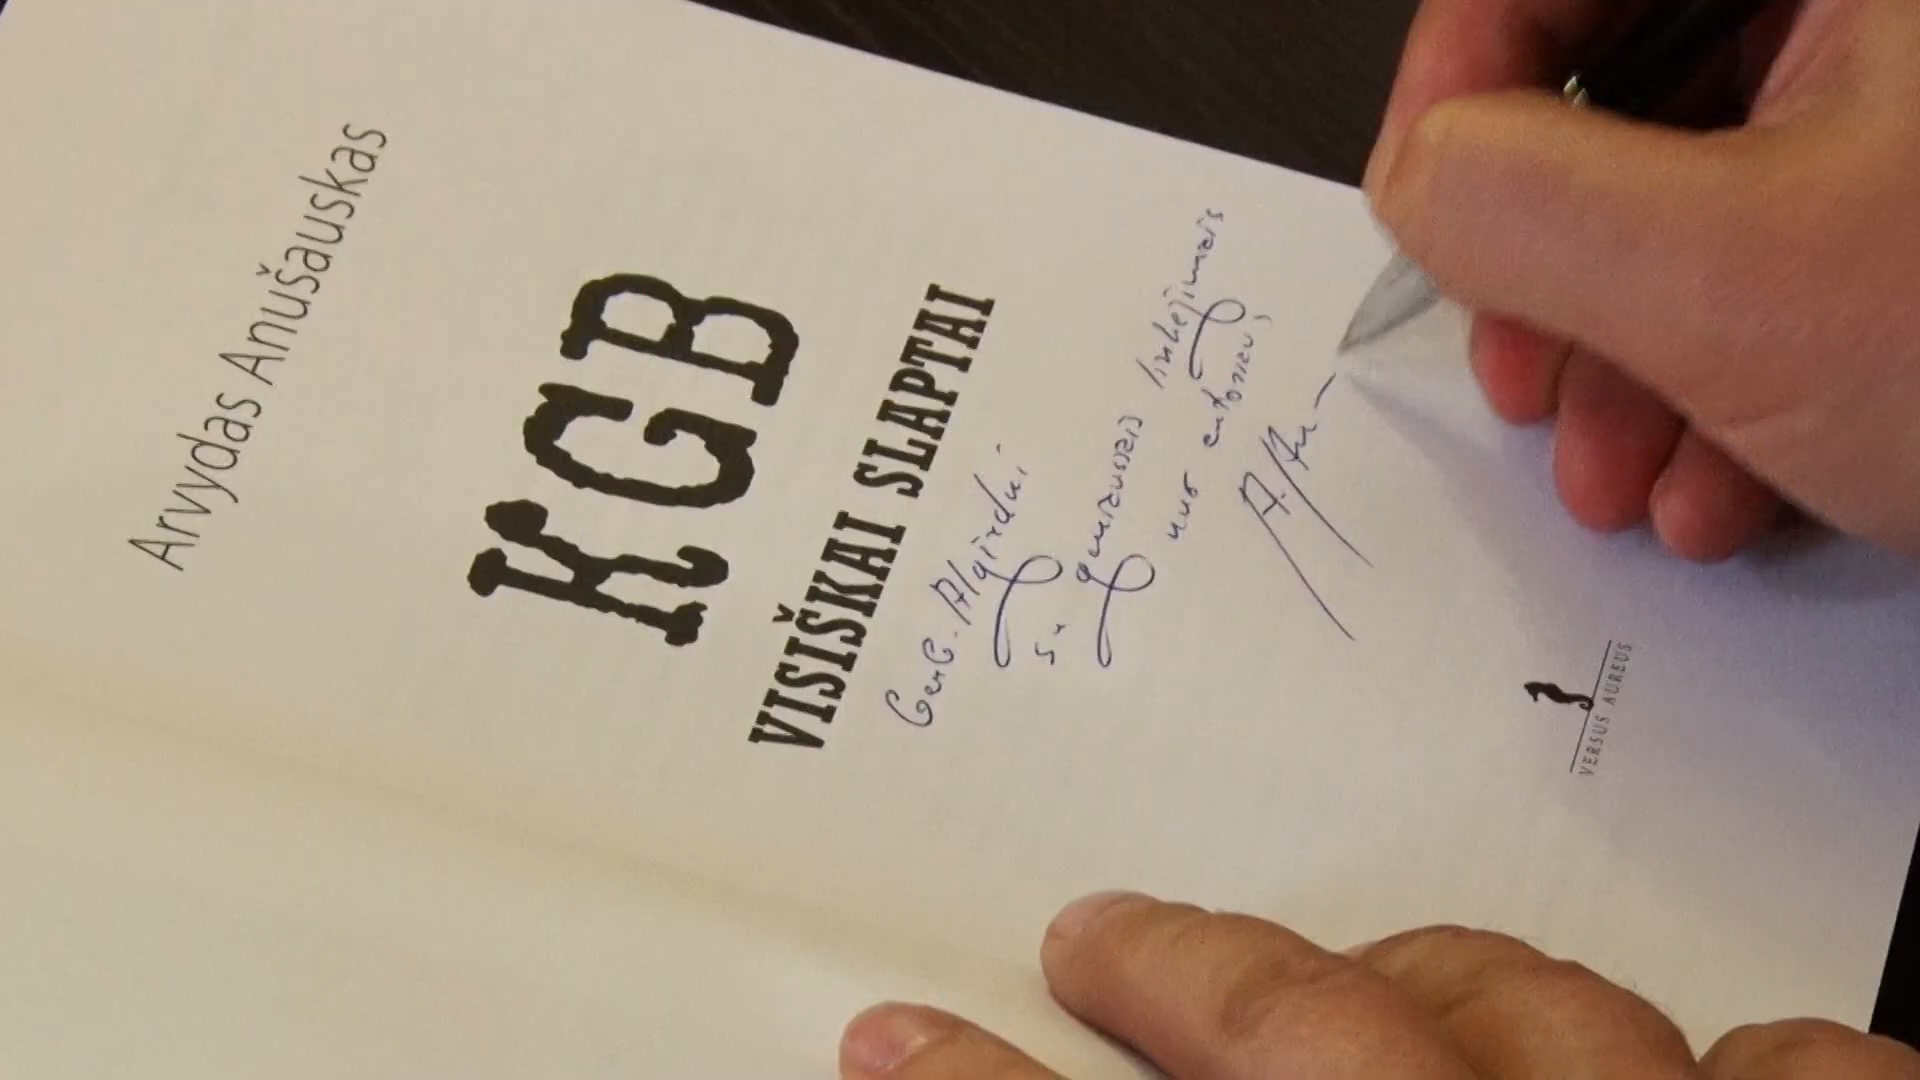 Arvydas Anušauskas
KGB
VISIŠKAI SLAPTAI
Gerb. Algirdui
su geriausiais linkėjimais
nuo autoriaus,
VERSUS AUREUS